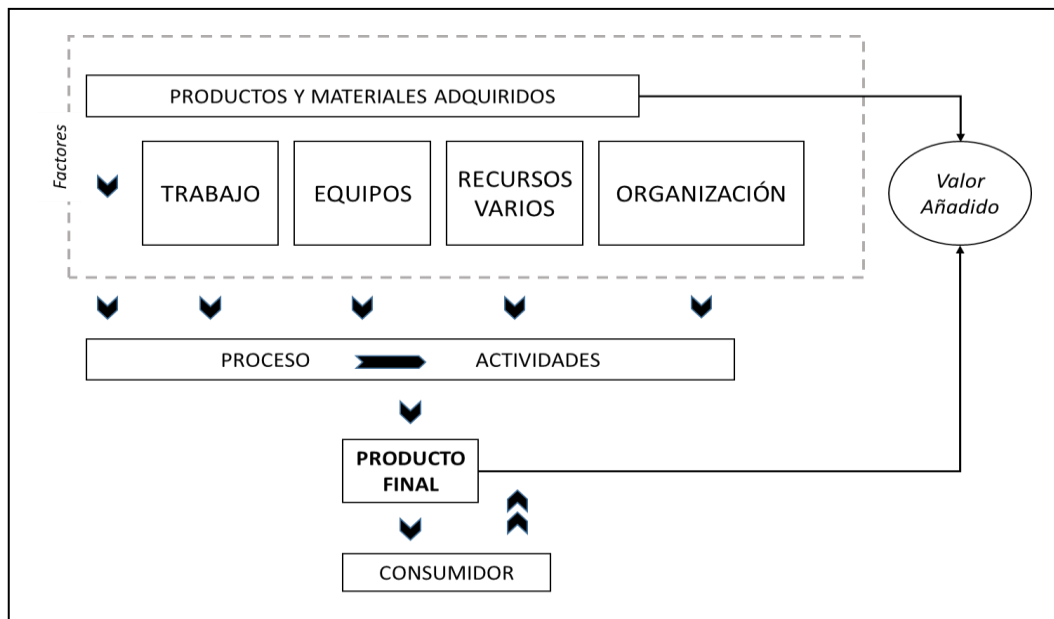 PRODUCTOS Y MATERIALES ADQUIRIDOS
Factores
TRABAJO
EQUIPOS
RECURSOS
VARIOS
ORGANIZACIÓN
Valor
Añadido
PROCESO
ACTIVIDADES
PRODUCTO
FINAL
CONSUMIDOR